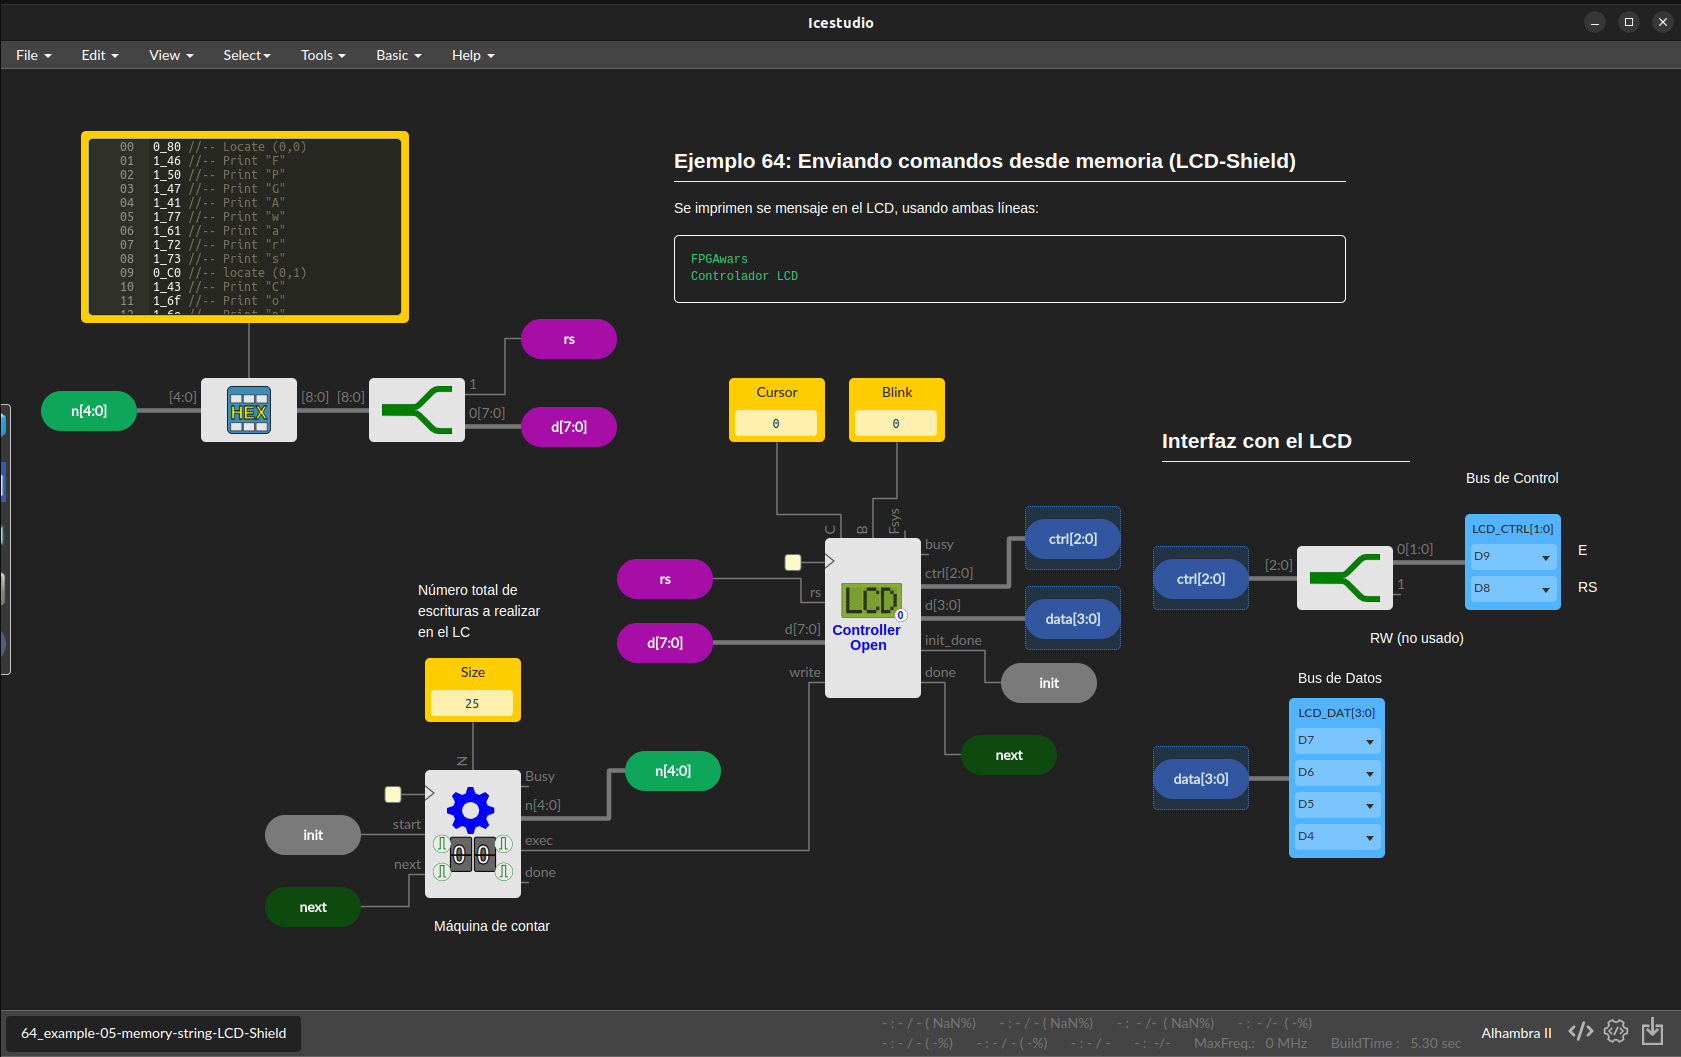 Icestudio
File
Edit
View
Select
Tools
Basic
Help
00 0_80 //-- Locate (0,0)
01 1_46 //-- Print "F"
02 1_50 //-- Print "P"
03 1_47 //-- Print "G"
04 1_41 //-- Print "A"
05 1_77 //-- Print "w"
06 1_61 //-- Print "a"
07 1_72 //-- Print "r"
08 1_73 //-- Print "s"
09 0_C0 //-- locate (0,1)
10 1_43 //-- Print "C"
11 1_6f //-- Print "o"
Ejemplo 64: Enviando comandos desde memoria (LCD-Shield)
Se imprimen se mensaje en el LCD, usando ambas líneas:
FPGAwars
Controlador LCD
n[4:0]
[4:0]
HEX
[8:0]
[8:0]
1
0[7:0]
rs
d[7:0]
Cursor
0
Blink
0
C
B
Fsys
rs
d[7:0]
rs
d[7:0]
write
LCD
0
Controller
Open
busy
ctrl[2:0]
d[3:0]
init_done
done
ctrl[2:0]
data[3:0]
init
next
Interfaz con el LCD
Bus de Control
ctrl[2:0]
[2:0]
0[1:0]
1
LCD_CTRL[1:0]
D9
D8
E
RS
RW (no usado)
Bus de Datos
data[3:0]
LCD_DAT[3:0]
D7
D6
D5
D4
Número total de
escrituras a realizar
en el LC
Size
25
N
init
next
start
next
0 0
Busy
n[4:0]
exec
done
n[4:0]
Máquina de contar
64_example-05-memory-string-LCD-Shield
- : - / - ( NaN%) - : - / - ( NaN%) - : - /- ( NaN%) - : - /- ( -%)
- : - / - ( -%) - : - / - ( -%) - : - / - - : -/- MaxFreq.: 0 MHz BuildTime : 5.30 sec
Alhambra II